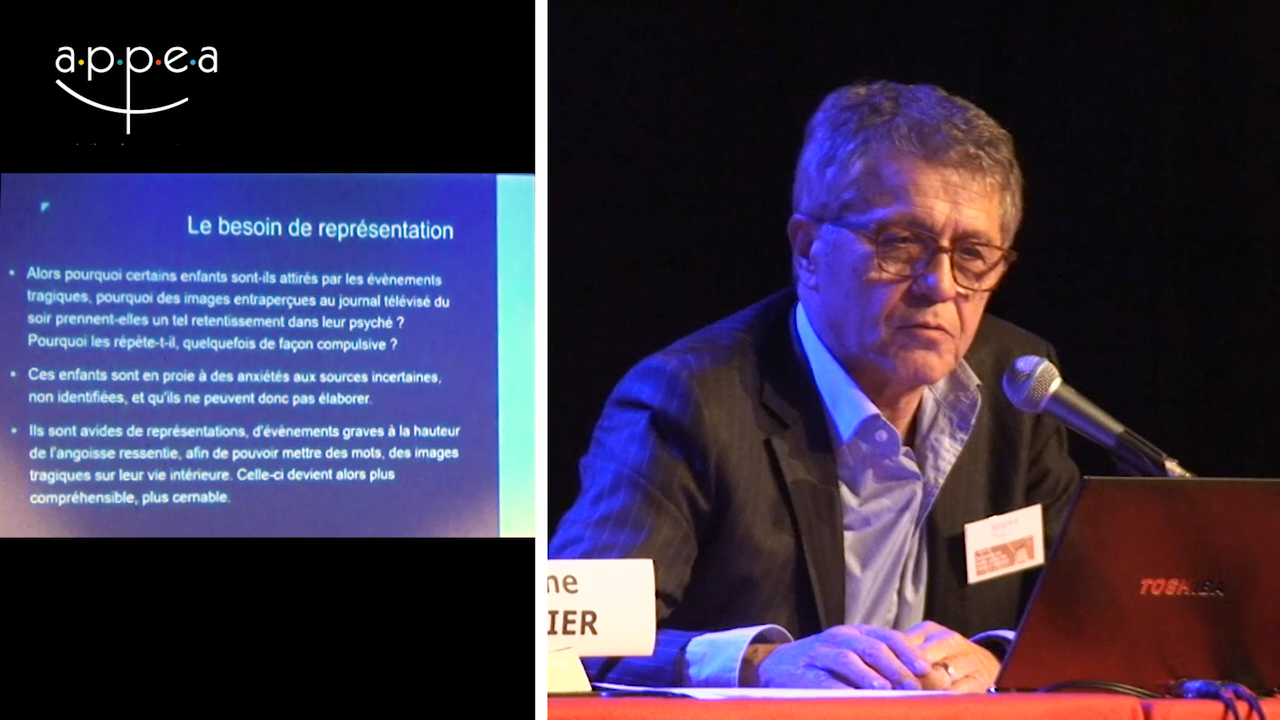 a.p.p.e.a
Le besoin de représentation
• Alors pourquoi certains enfants sont-ils attirés par les évènements
tragiques, pourquoi des images entraperçues au journal télévisé du
soir prennent-elles un tel retentissement dans leur psyché ?
Pourquoi les répète-t-il, quelquefois de façon compulsive ?
• Ces enfants sont en proie à des anxiétés aux sources incertaines,
non identifiées, et qu'ils ne peuvent donc pas élaborer.
• Ils sont avides de représentations, d'évènements graves à la hauteur
de l'angoisse ressentie, afin de pouvoir mettre des mots, des images
tragiques sur leur vie intérieure. Celle-ci devient alors plus
compréhensible, plus cernable.
ne
IER
TOSHIBA